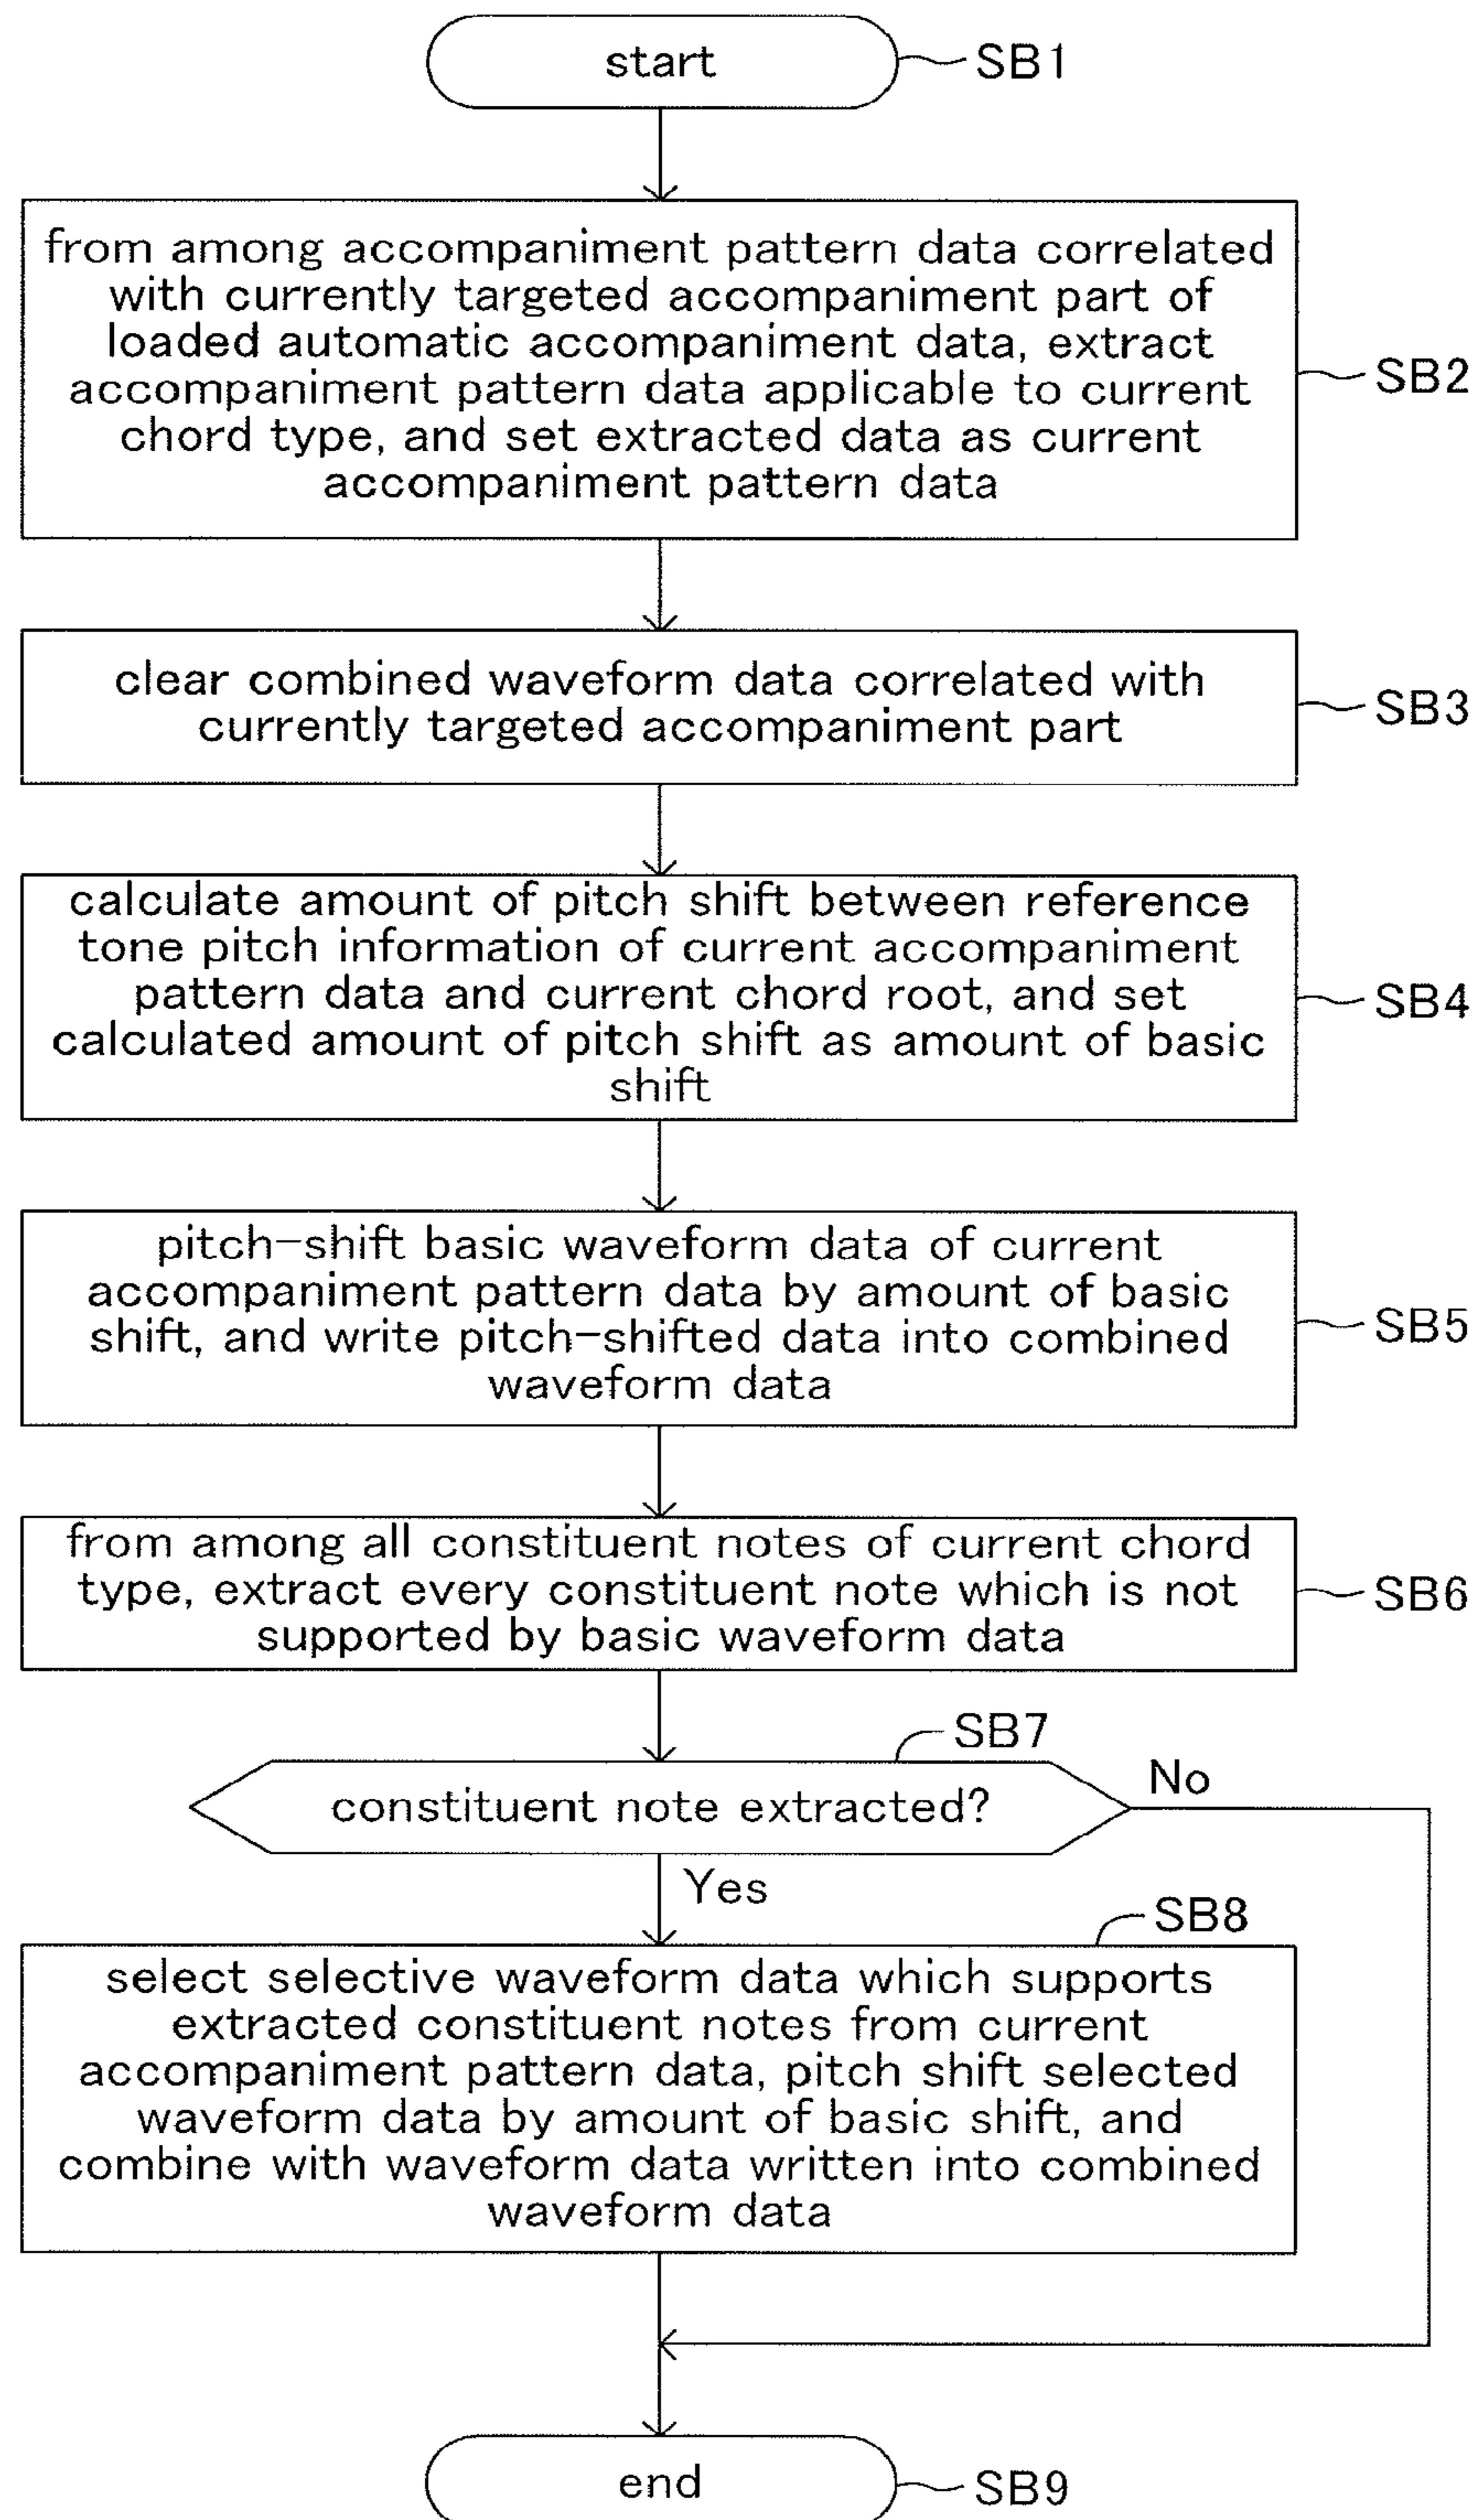 start
SB1
from among accompaniment pattern data correlated
with currently targeted accompaniment part of
loaded automatic accompaniment data, extract
accompaniment pattern data applicable to current
chord type, and set extracted data as current
accompaniment pattern data
SB2
clear combined waveform data correlated with
currently targeted accompaniment part
SB3
calculate amount of pitch shift between reference
tone pitch information of current accompaniment
pattern data and current chord root, and set
calculated amount of pitch shift as amount of basic
shift
SB4
pitch-shift basic waveform data of current
accompaniment pattern data by amount of basic
shift, and write pitch-shifted data into combined
waveform data
SB5
from among all constituent notes of current chord
type, extract every constituent note which is not
supported by basic waveform data
SB6
SB7
constituent note extracted?
No
Yes
SB8
select selective waveform data which supports
extracted constituent notes from current
accompaniment pattern data, pitch shift selected
waveform data by amount of basic shift, and
combine with waveform data written into combined
waveform data
end
SB9